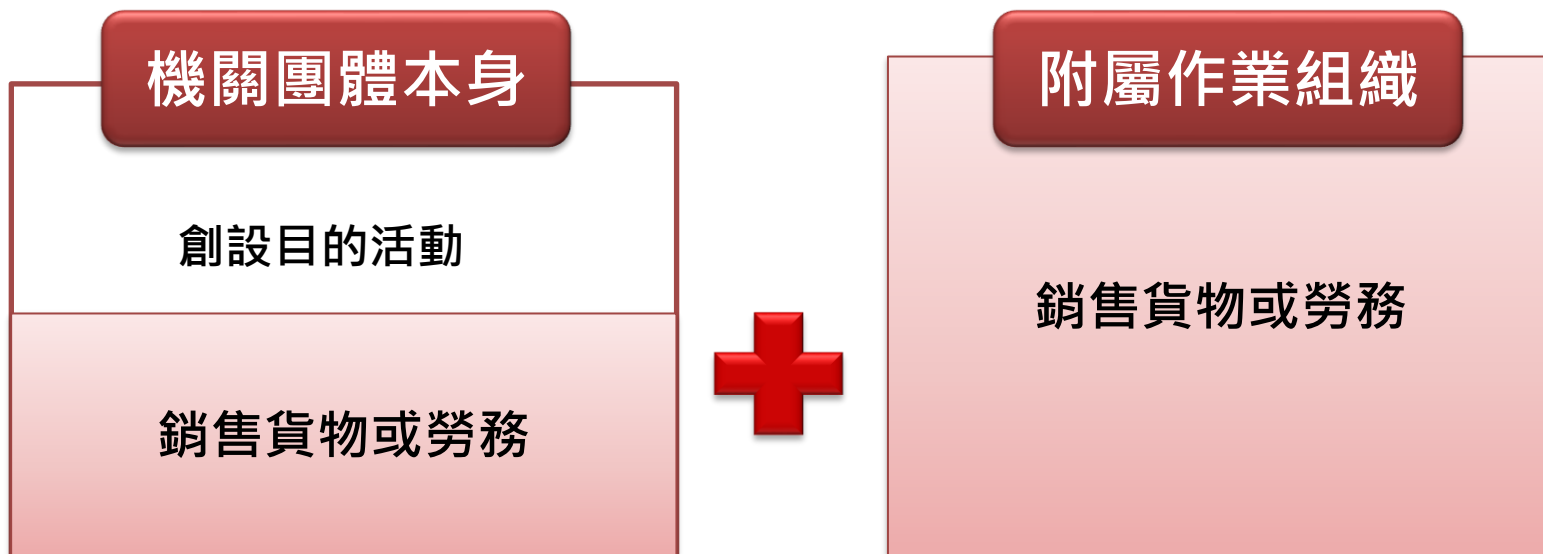 機關團體本身
創設目的活動
銷售貨物或勞務
附屬作業組織
銷售貨物或勞務